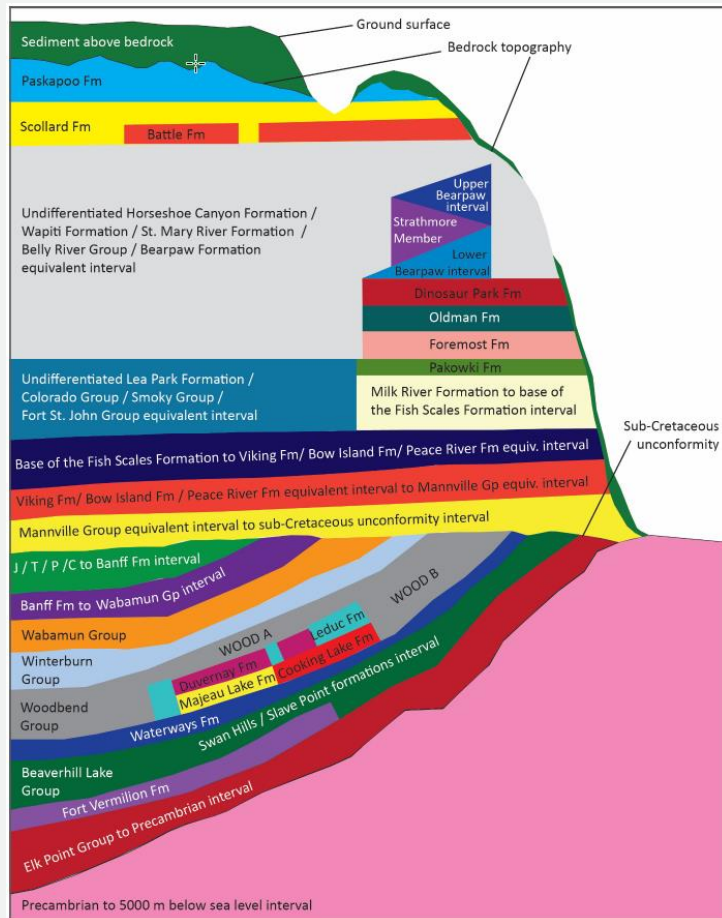 Ground surface
Sediment above bedrock
Bedrock topography
Paskapoo Fm
Scollard Fm
Battle Fm
Upper
Bearpaw
interval
Undifferentiated Horseshoe Canyon Formation /
Wapiti Formation / St. Mary River Formation /
Belly River Group / Bearpaw Formation
equivalent interval
Strathmore
Member
Lower
Bearpaw interval
Dinosaur Park Fm
Oldman Fm
Foremost Fm
Pakowki Fm
Undifferentiated Lea Park Formation /
Colorado Group / Smoky Group /
Fort St. John Group equivalent interval
Milk River Formation to base of
the Fish Scales Formation interval
Sub-Cretaceous
unconformity
Base of the Fish Scales Formation to Viking Fm/ Bow Island Fm/ Peace River Fm equiv. interval
Viking Fm/ Bow Island Fm / Peace River Fm equivalent interval to Mannville Gp equiv. interval
Mannville Group equivalent interval to sub-Cretaceous unconformity interval
J / T / P /C to Banff Fm interval
Banff Fm to Wabamun Gp interval
Wabamun Group
Winterburn
Group
WOOD A
WOOD B
Leduc Fm
Duvernay Fm
Cooking Lake Fm
Majeau Lake Fm
Woodbend
Group
Waterways Fm
Swan Hills / Slave Point formations interval
Beaverhill Lake
Group
Fort Vermilion Fm
Elk Point Group to Precambrian interval
Precambrian to 5000 m below sea level interval